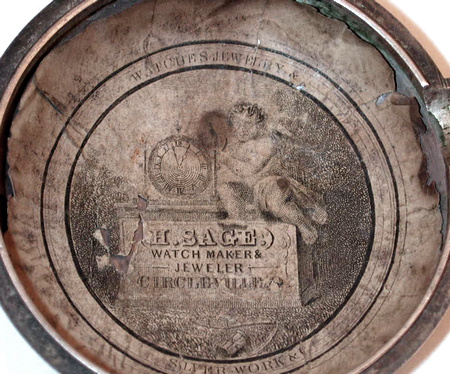 WATCHES JEWELRY &
H. SAGE.
WATCH MAKER &
JEWELER
CIRCLEVILLE
SILVER WORK &